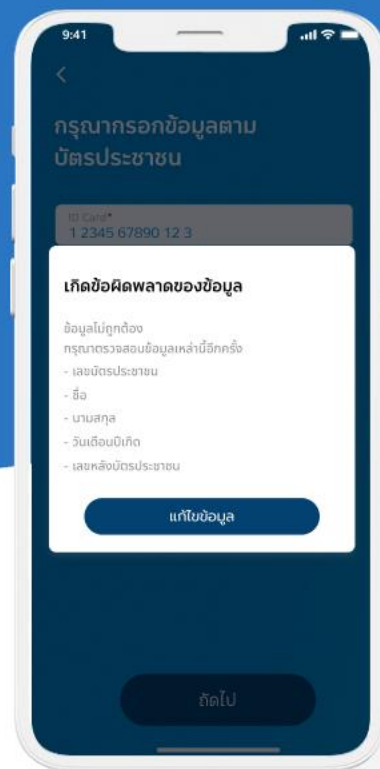 9:41
กรุณากรอกข้อมูลตาม
บัตรประชาชน
ID Card*
1 2345 67890 12 3
เกิดข้อผิดพลาดของข้อมูล
ข้อมูลไม่ถูกต้อง
กรุณาตรวจสอบข้อมูลเหล่านี้อีกครั้ง
- เลขบัตรประชาชน
- ชื่อ
- นามสกุล
- วันเดือนปีเกิด
- เลขหลังบัตรประชาชน
แก้ไขข้อมูล
ถัดไป